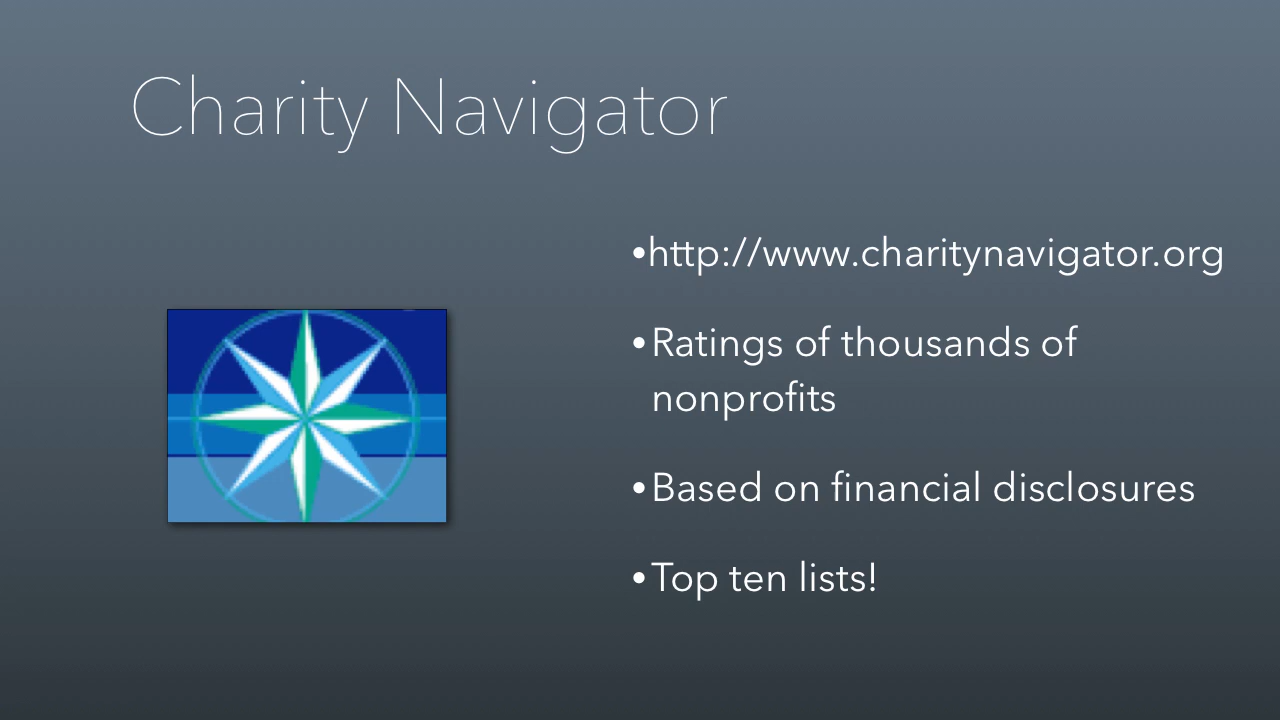 Charity Navigator
•http://www.charitynavigator.org
•Ratings of thousands of
nonprofits
•Based on financial disclosures
•Top ten lists!